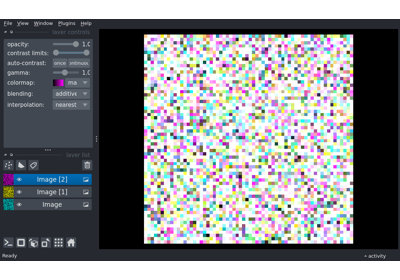 File View Window Plugins Help
layer controls
opacity: 1.0
contrast limits:
auto-contrast: once
gamma: 1.0
colormap: ma
blending: additive
interpolation: nearest
layer list
Image [2]
Image [1]
Image
Ready activity